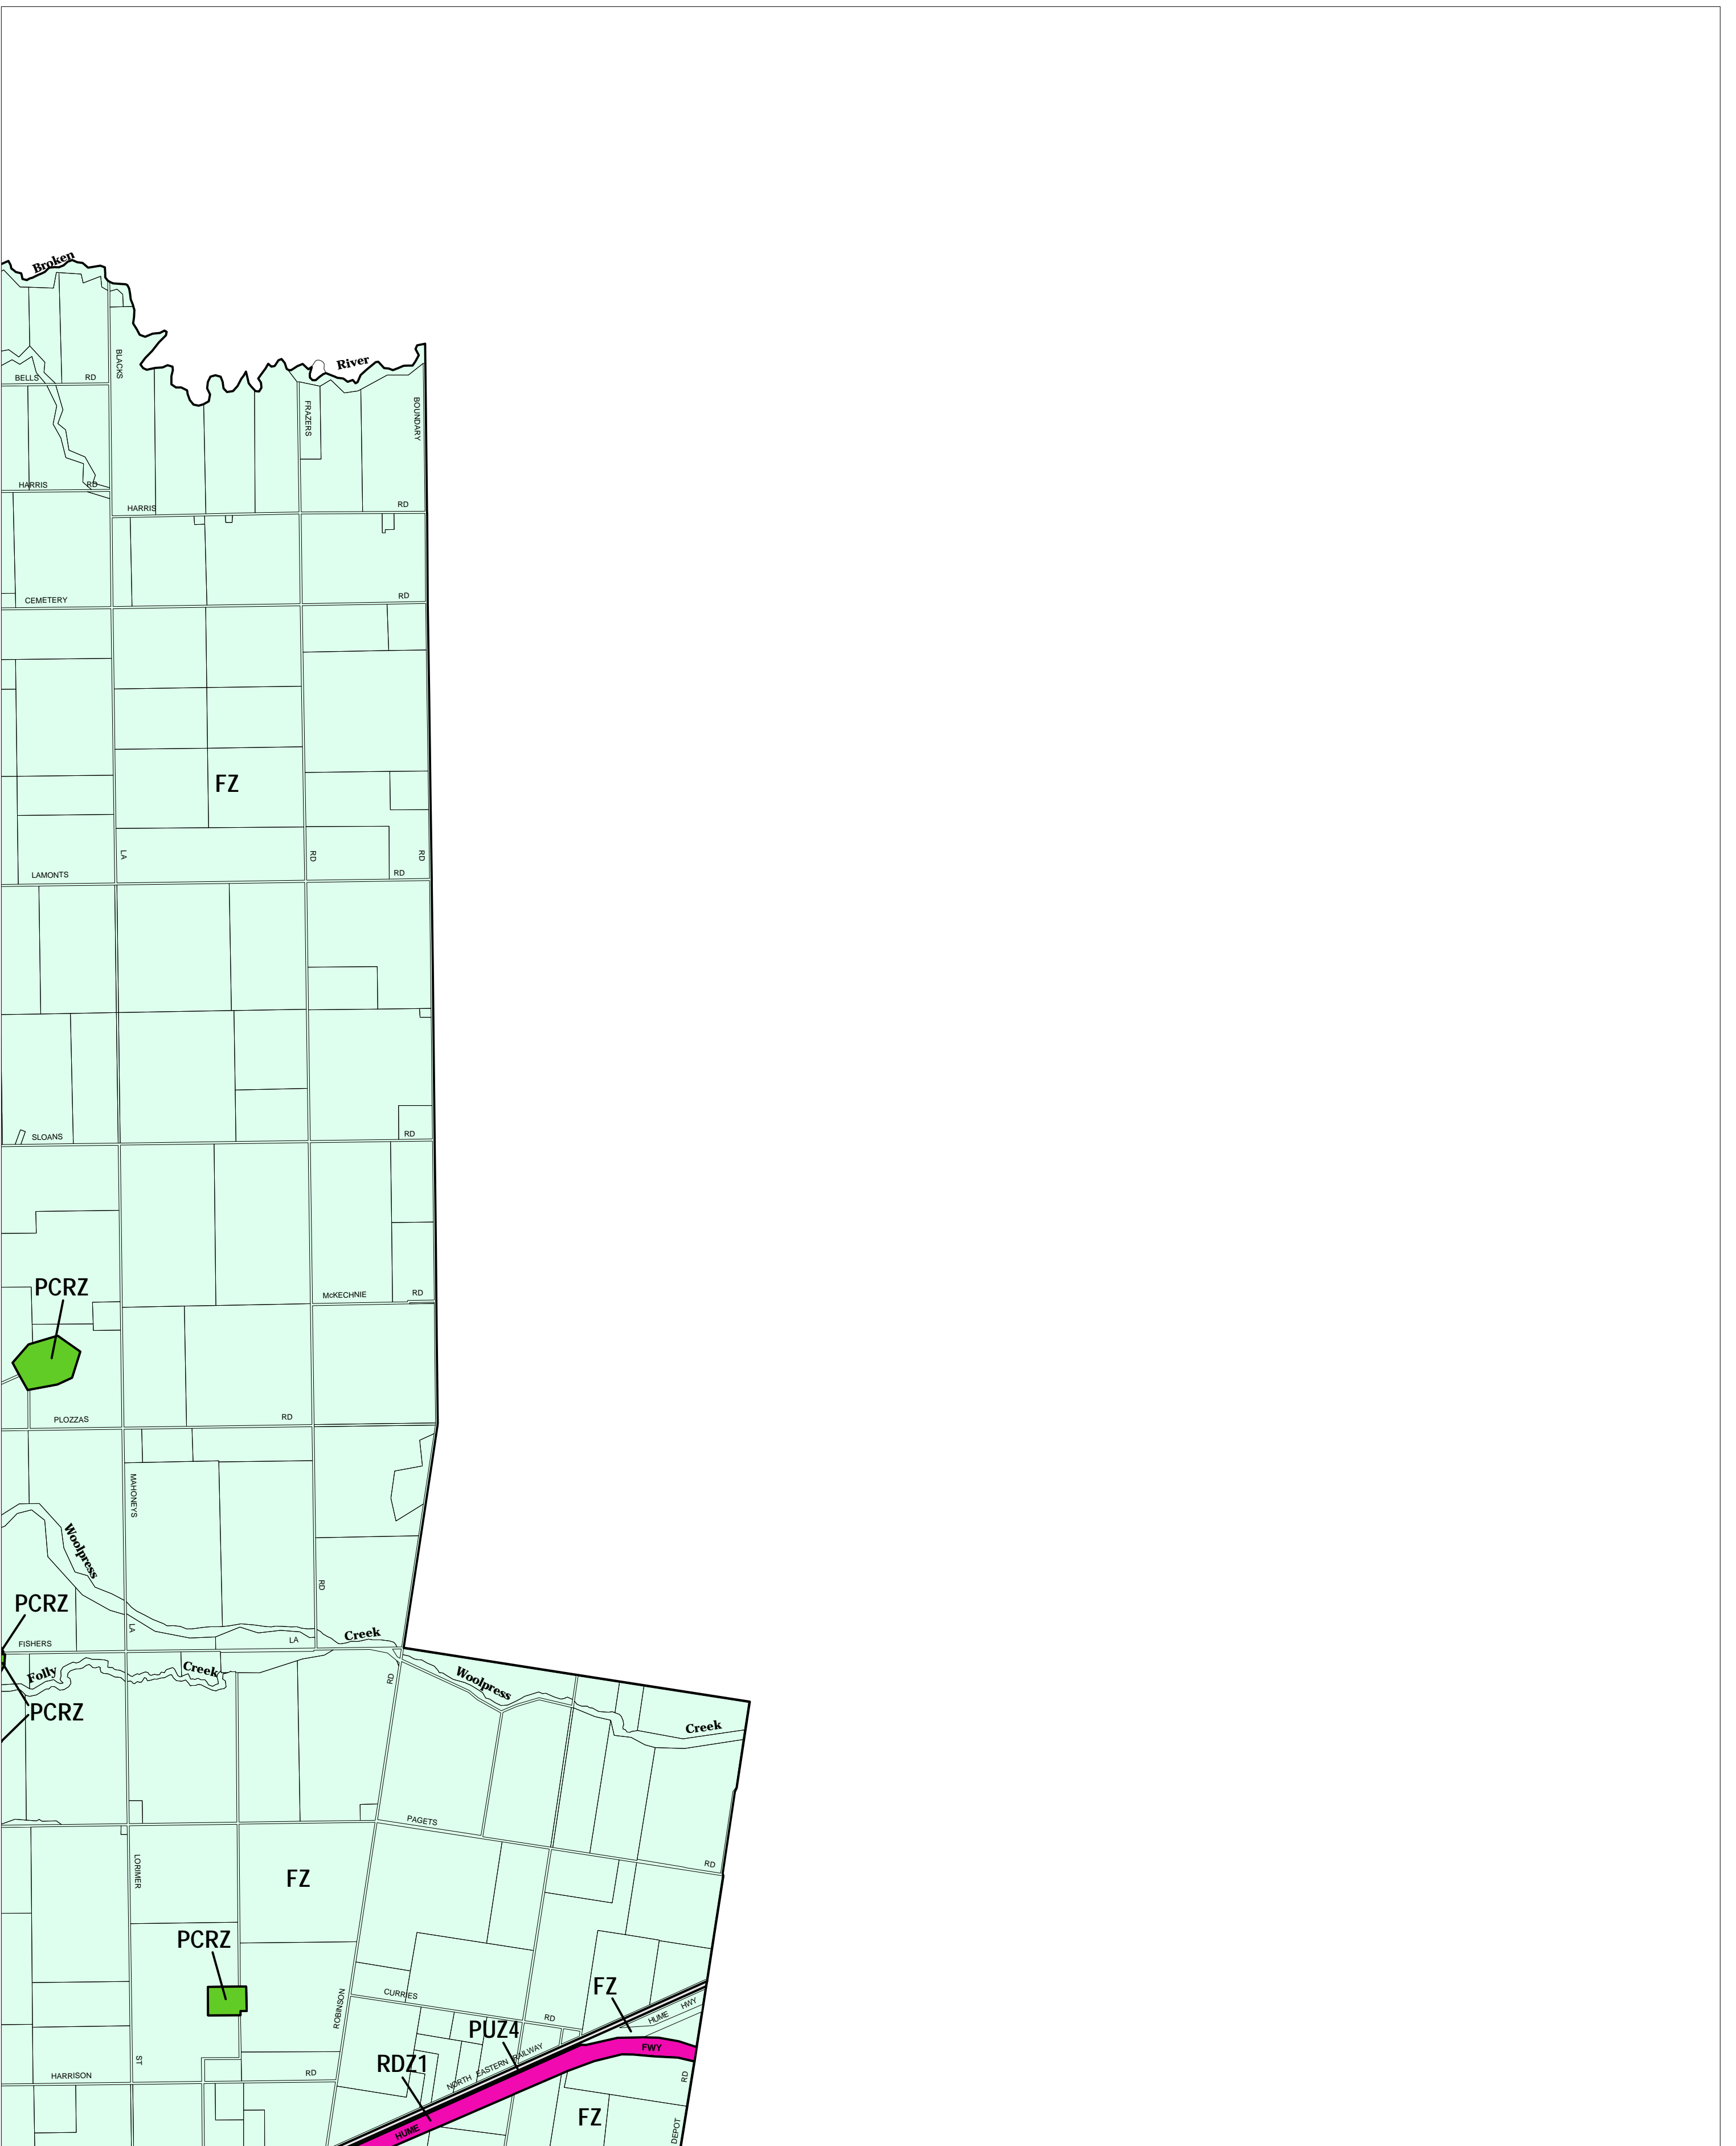 Broken
River
BLACKS
BELLS RD
FRAZERS
BOUNDARY
HARRIS RD
HARRIS RD
CEMETERY RD
FZ
LA
RD
RD
LAMONTS RD
SLOANS RD
PCRZ
McKECHNIE RD
PLOZZAS RD
MAHONEYS
Woolpress
RD
PCRZ
LA
FISHERS LA
Creek
Folly
Creek
RD
Woolpress
Creek
PCRZ
PAGETS
RD
LORIMER
FZ
PCRZ
FZ
CURRIES
RD
ROBINSON
HUME HWY
PUZ4
NORTH EASTERN RAILWAY
FWY
RDZ1
ST
HARRISON RD
RD
HUME
FZ
DEPOT